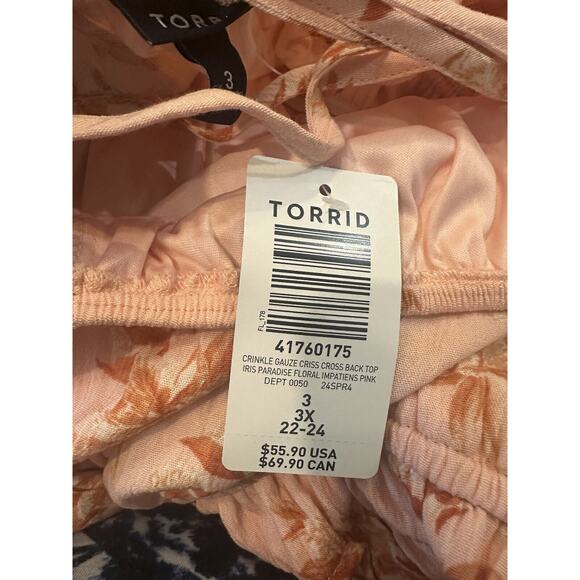 TORRID
3
TORRID
FL_178
41760175
CRINKLE GAUZE CRISS CROSS BACK TOP
IRIS PARADISE FLORAL IMPATIENS PINK
DEPT 0050 24SPR4
3
3X
22-24
$55.90 USA
$69.90 CAN